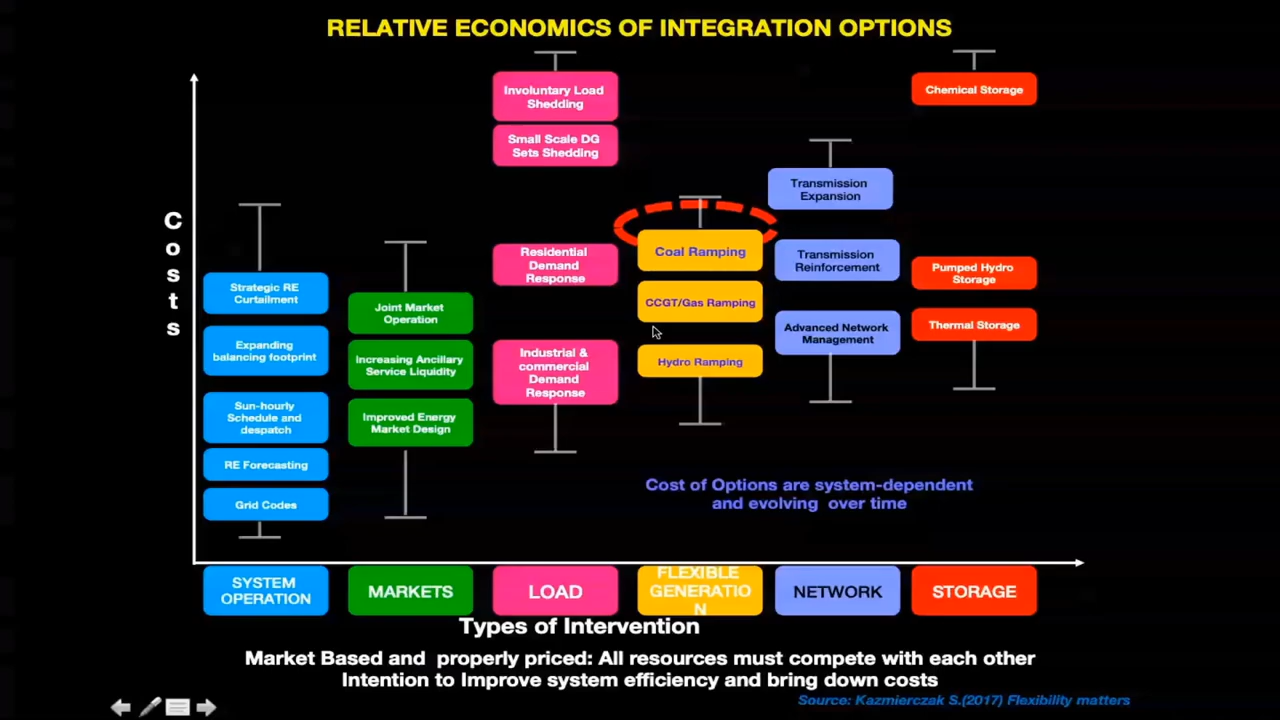 RELATIVE ECONOMICS OF INTEGRATION OPTIONS
Costs
Strategic RE
Curtailment
Expanding
balancing footprint
Sun-hourly
Schedule and
despatch
RE Forecasting
Grid Codes
Joint Market
Operation
Increasing Ancillary
Service Liquidity
Improved Energy
Market Design
Involuntary Load
Shedding
Small Scale DG
Sets Shedding
Residential
Demand
Response
Industrial &
commercial
Demand
Response
Coal Ramping
CCGT/Gas Ramping
Hydro Ramping
Transmission
Expansion
Transmission
Reinforcement
Advanced Network
Management
Chemical Storage
Pumped Hydro
Storage
Thermal Storage
Cost of Options are system-dependent
and evolving over time
SYSTEM
OPERATION
MARKETS
LOAD
FLEXIBLE
GENERATIO
N
NETWORK
STORAGE
Types of Intervention
Market Based and properly priced: All resources must compete with each other
Intention to Improve system efficiency and bring down costs
Source: Kazmierczak S.(2017) Flexibility matters